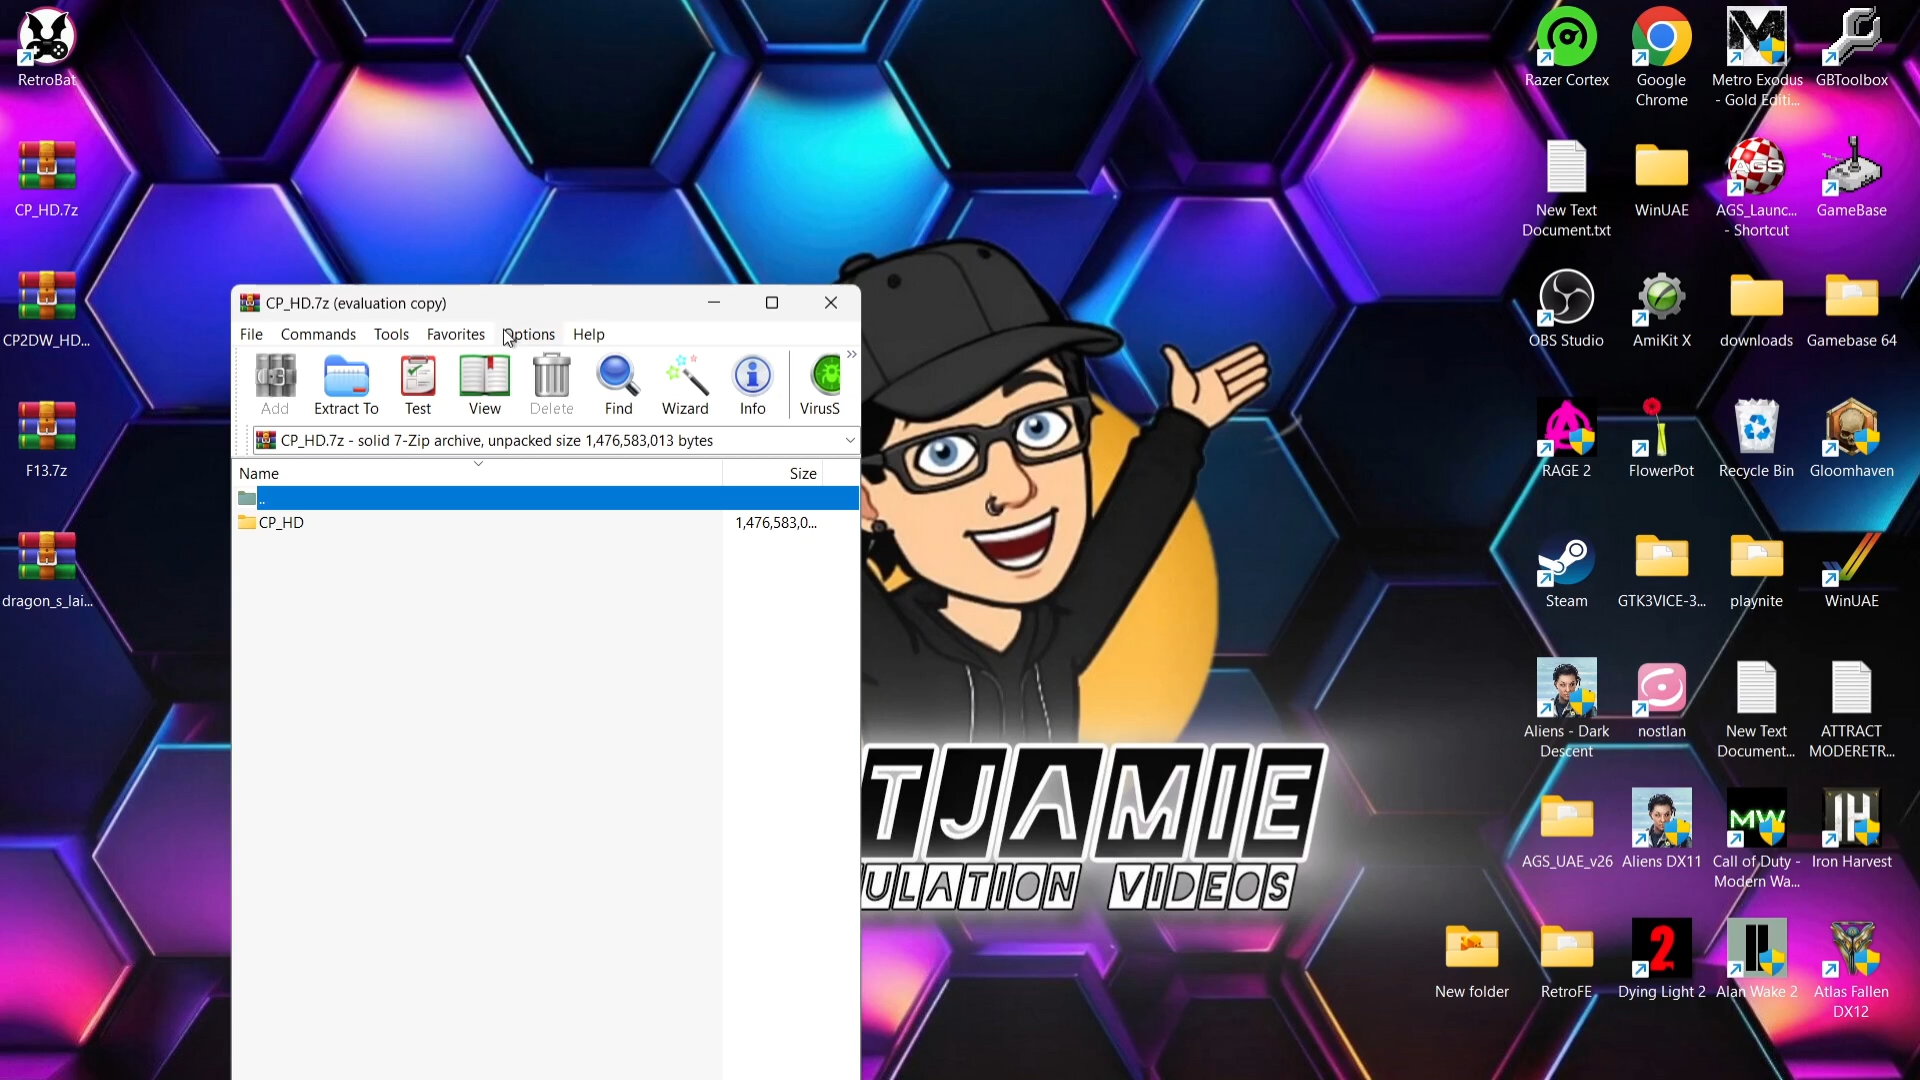 RetroBat
CP_HD.7z
CP2DW_HD...
F13.7z
dragon_s_lai...
CP_HD.7z (evaluation copy)
File Commands Tools Favorites Options Help
Add Extract To Test View Delete Find Wizard Info VirusS
CP_HD.7z - solid 7-Zip archive, unpacked size 1,476,583,013 bytes
Name Size
..
CP_HD 1,476,583,0...
TJAMIE
ULATION VIDEOS
Razer Cortex
Google
Chrome
Metro Exodus
- Gold Editi...
GBToolbox
New Text
Document.txt
WinUAE
AGS
AGS_Launc...
- Shortcut
GameBase
OBS Studio
AmiKit X
downloads
Gamebase 64
RAGE 2
FlowerPot
Recycle Bin
Gloomhaven
Steam
GTK3VICE-3...
playnite
WinUAE
Aliens - Dark
Descent
nostlan
New Text
Document...
ATTRACT
MODERETR...
AGS_UAE_v26
Aliens DX11
MW
Call of Duty -
Modern Wa...
IH
Iron Harvest
New folder
RetroFE
2
Dying Light 2
Alan Wake 2
Atlas Fallen
DX12